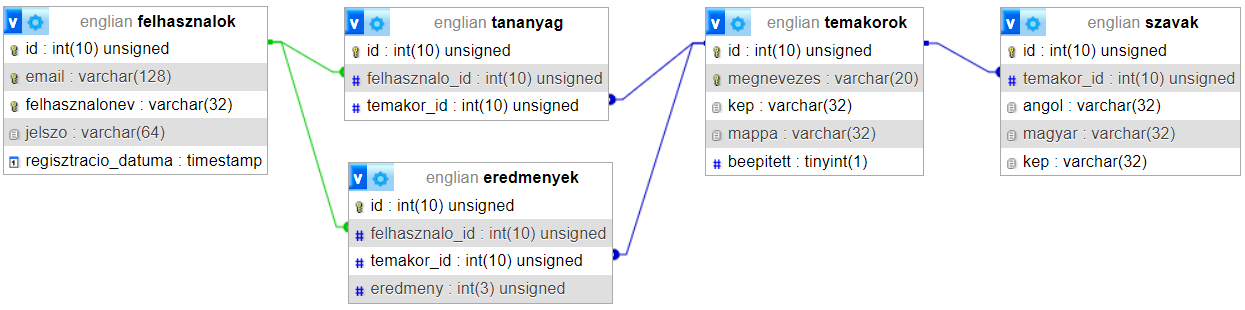 v englian felhasznalok
id : int(10) unsigned
email : varchar(128)
felhasznalonev : varchar(32)
jelszo : varchar(64)
regisztracio_datuma : timestamp
v englian tananyag
id : int(10) unsigned
# felhasznalo_id : int(10) unsigned
# temakor_id : int(10) unsigned
v englian eredmenyek
id : int(10) unsigned
# felhasznalo_id : int(10) unsigned
# temakor_id : int(10) unsigned
# eredmeny : int(3) unsigned
v englian temakorok
id : int(10) unsigned
megnevezes : varchar(20)
kep : varchar(32)
mappa : varchar(32)
# beepitett : tinyint(1)
v englian szavak
id : int(10) unsigned
# temakor_id : int(10) unsigned
angol : varchar(32)
magyar : varchar(32)
kep : varchar(32)